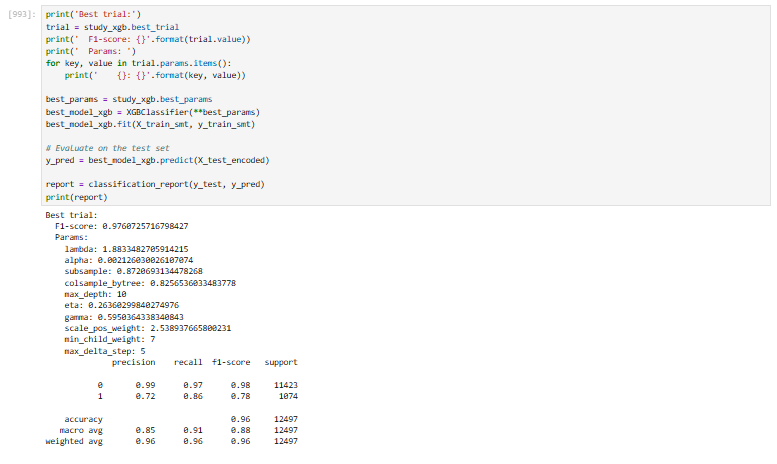 [993]:
print('Best trial:')
trial = study_xgb.best_trial
print('  F1-score: {}'.format(trial.value))
print('  Params: ')
for key, value in trial.params.items():
    print('    {}: {}'.format(key, value))
best_params = study_xgb.best_params
best_model_xgb = XGBClassifier(**best_params)
best_model_xgb.fit(X_train_smt, y_train_smt)
# Evaluate on the test set
y_pred = best_model_xgb.predict(X_test_encoded)
report = classification_report(y_test, y_pred)
print(report)
Best trial:
  F1-score: 0.9760725716798427
  Params:
    lambda: 1.8833482705914215
    alpha: 0.002126030026107074
    subsample: 0.8720693134478268
    colsample_bytree: 0.8256536033483778
    max_depth: 10
    eta: 0.26360299840274976
    gamma: 0.5950364338340843
    scale_pos_weight: 2.538937665800231
    min_child_weight: 7
    max_delta_step: 5
              precision    recall  f1-score   support
           0       0.99      0.97      0.98     11423
           1       0.72      0.86      0.78      1074
    accuracy                           0.96     12497
   macro avg       0.85      0.91      0.88     12497
weighted avg       0.96      0.96      0.96     12497